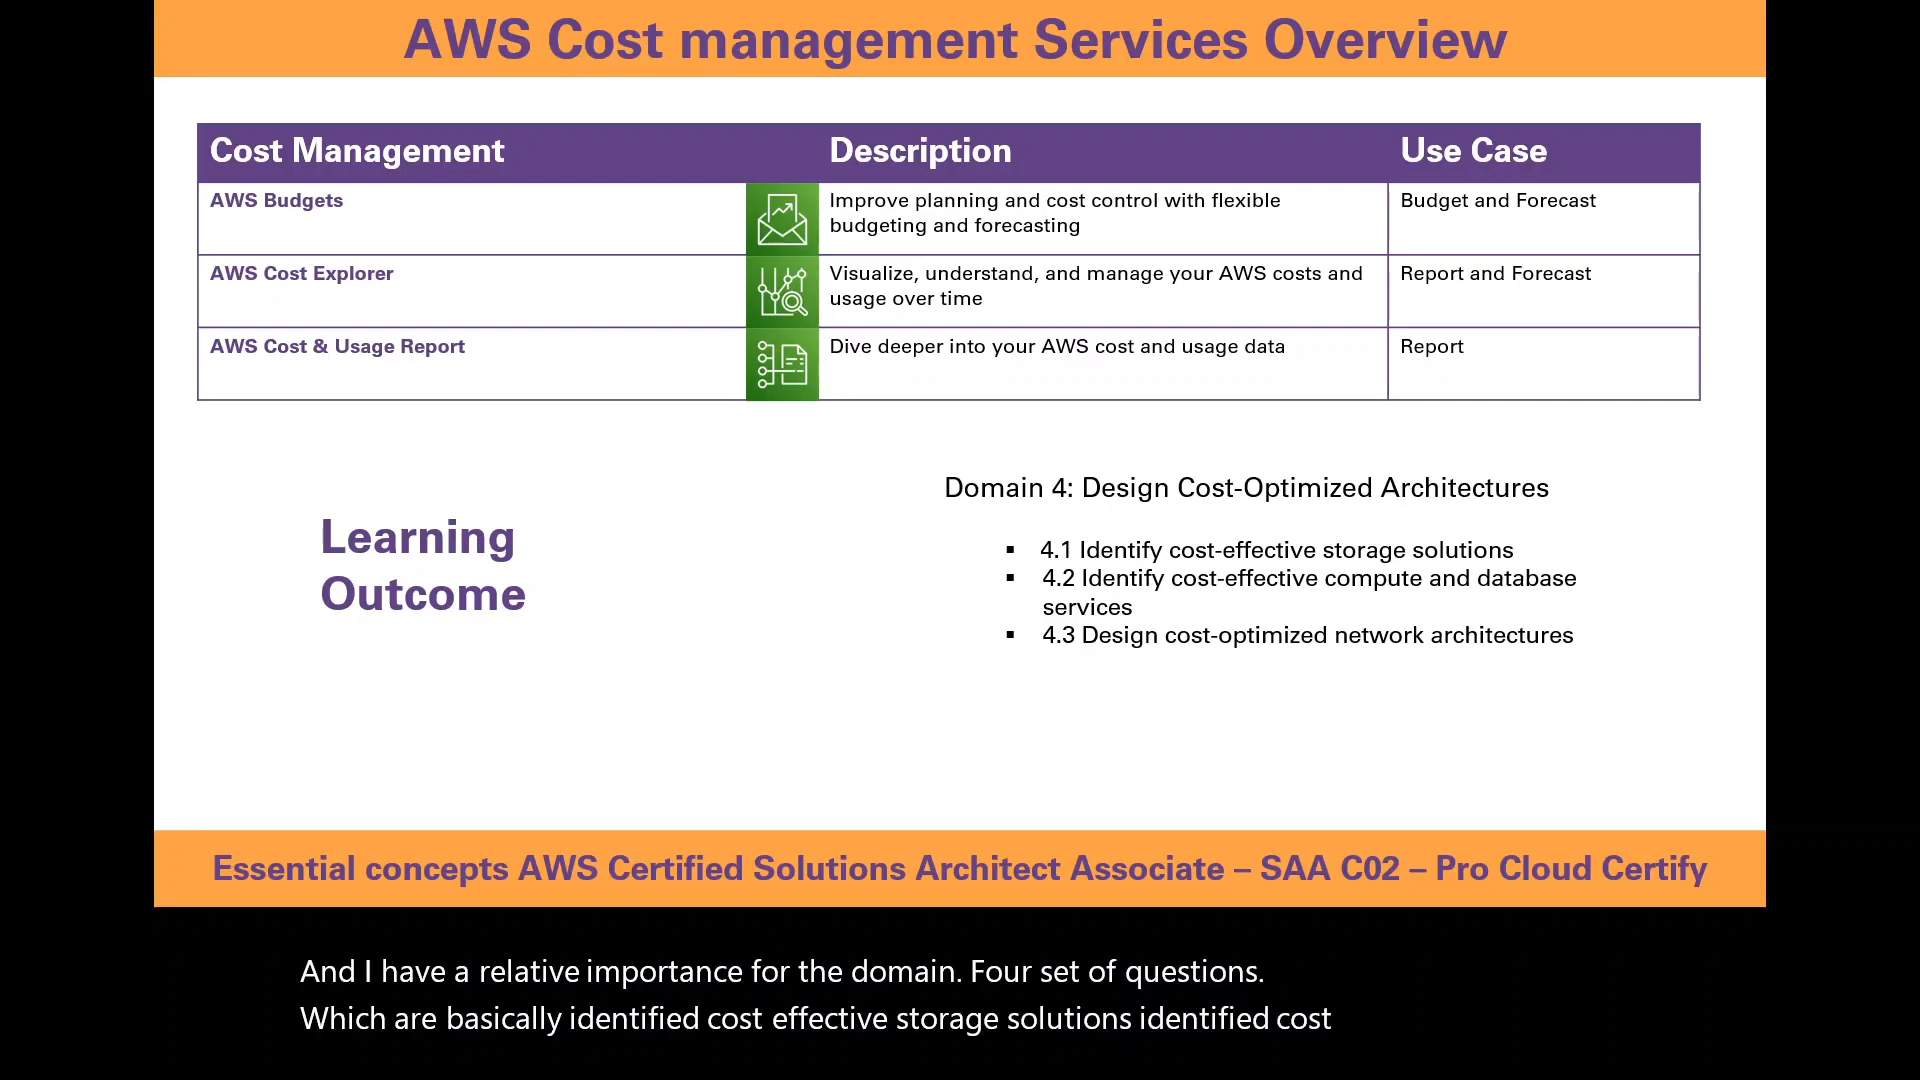 AWS Cost management Services Overview
Cost Management Description Use Case
AWS Budgets
Improve planning and cost control with flexible
budgeting and forecasting
Budget and Forecast
AWS Cost Explorer
Visualize, understand, and manage your AWS costs and
usage over time
Report and Forecast
AWS Cost & Usage Report
Dive deeper into your AWS cost and usage data
Report
Learning
Outcome
Domain 4: Design Cost-Optimized Architectures
▪ 4.1 Identify cost-effective storage solutions
▪ 4.2 Identify cost-effective compute and database
services
▪ 4.3 Design cost-optimized network architectures
Essential concepts AWS Certified Solutions Architect Associate – SAA C02 – Pro Cloud Certify
And I have a relative importance for the domain. Four set of questions.
Which are basically identified cost effective storage solutions identified cost